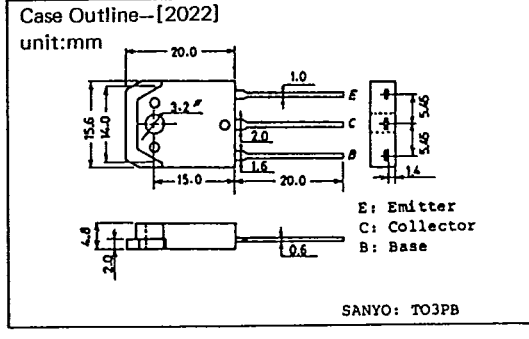 Case Outline–[2022]
unit:mm
20.0
1.0
E
3.2ø
15.6
14.0
C
2.0
5.45
5.45
B
1.6
15.0
20.0
1.4
E: Emitter
C: Collector
B: Base
4.8
2.0
0.6
SANYO: TO3PB